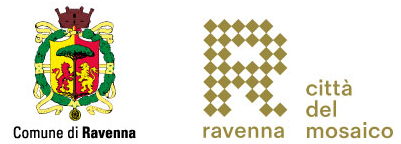 Comune di Ravenna
R
ravenna
città
del
mosaico